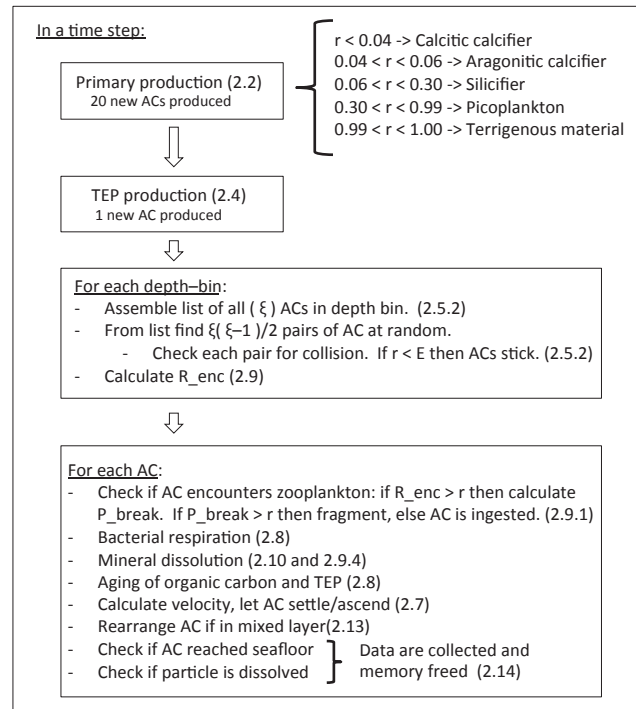 In a time step:
Primary production (2.2)
20 new ACs produced
r < 0.04 -> Calcitic calcifier
0.04 < r < 0.06 -> Aragonitic calcifier
0.06 < r < 0.30 -> Silicifier
0.30 < r < 0.99 -> Picoplankton
0.99 < r < 1.00 -> Terrigenous material
TEP production (2.4)
1 new AC produced
For each depth–bin:
- Assemble list of all ( ξ ) ACs in depth bin. (2.5.2)
- From list find ξ( ξ–1 )/2 pairs of AC at random.
- Check each pair for collision. If r < E then ACs stick. (2.5.2)
- Calculate R_enc (2.9)
For each AC:
- Check if AC encounters zooplankton: if R_enc > r then calculate
P_break. If P_break > r then fragment, else AC is ingested. (2.9.1)
- Bacterial respiration (2.8)
- Mineral dissolution (2.10 and 2.9.4)
- Aging of organic carbon and TEP (2.8)
- Calculate velocity, let AC settle/ascend (2.7)
- Rearrange AC if in mixed layer(2.13)
- Check if AC reached seafloor
- Check if particle is dissolved
Data are collected and
memory freed (2.14)